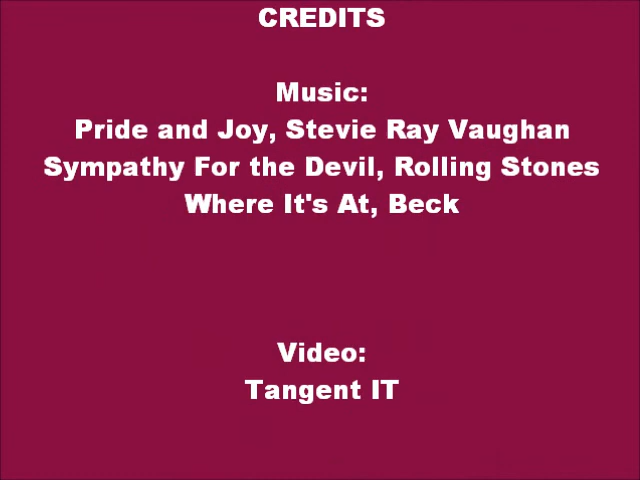 CREDITS
Music:
Pride and Joy, Stevie Ray Vaughan
Sympathy For the Devil, Rolling Stones
Where It's At, Beck
Video:
Tangent IT